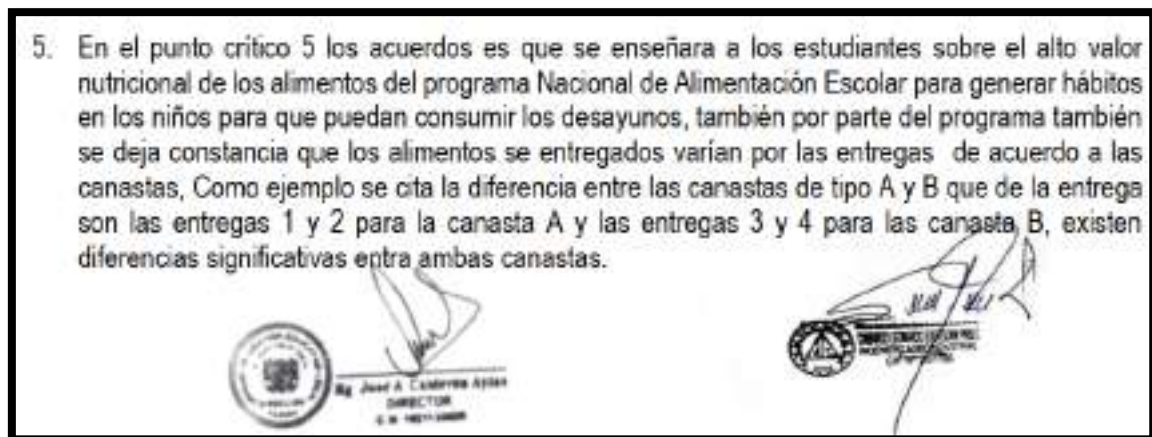 5. En el punto crítico 5 los acuerdos es que se enseñara a los estudiantes sobre el alto valor
nutricional de los alimentos del programa Nacional de Alimentación Escolar para generar hábitos
en los niños para que puedan consumir los desayunos, también por parte del programa también
se deja constancia que los alimentos se entregados varían por las entregas de acuerdo a las
canastas, Como ejemplo se cita la diferencia entre las canastas de tipo A y B que de la entrega
son las entregas 1 y 2 para la canasta A y las entregas 3 y 4 para las canasta B, existen
diferencias significativas entra ambas canastas.
José A
DIRECTOR